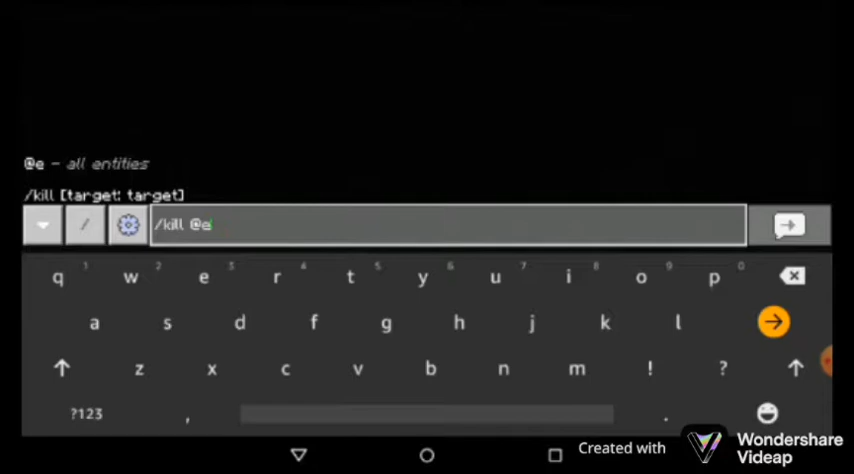 @e – all entities
/kill [target: target]
/ /kill @e
1 2 3 4 5 6 7 8 9 0
q w e r t y u i o p
a s d f g h j k l
z x c v b n m ! ?
?123 , .
Created with Wondershare Videap